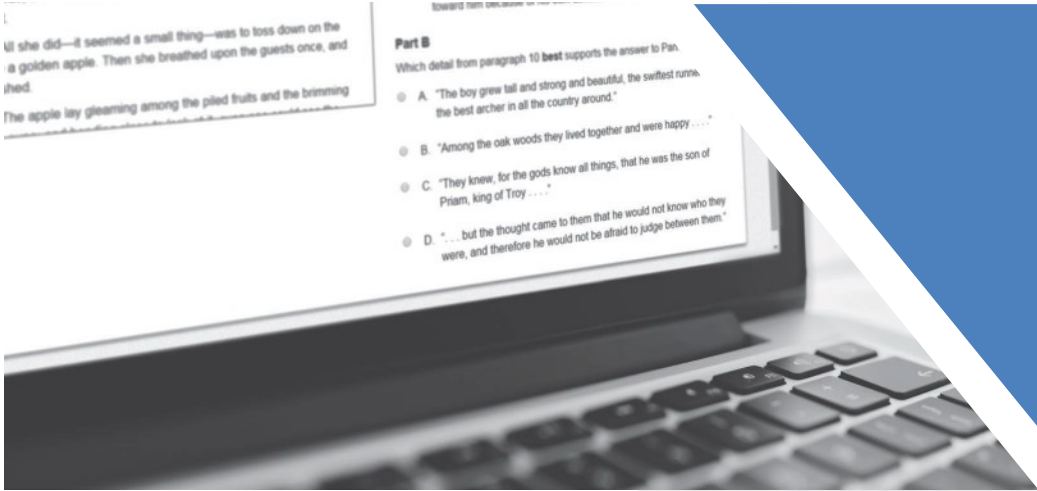 All she did—it seemed a small thing—was to toss down on the
a golden apple. Then she breathed upon the guests once, and
The apple lay gleaming among the piled fruits and the brimming
toward him because of his
Part B
Which detail from paragraph 10 best supports the answer to Part
A. "The boy grew tall and strong and beautiful, the swiftest runne
the best archer in all the country around."
B. "Among the oak woods they lived together and were happy . . . ."
C. "They knew, for the gods know all things, that he was the son of
Priam, king of Troy . . . ."
D. ". . . but the thought came to them that he would not know who they
were, and therefore he would not be afraid to judge between them."